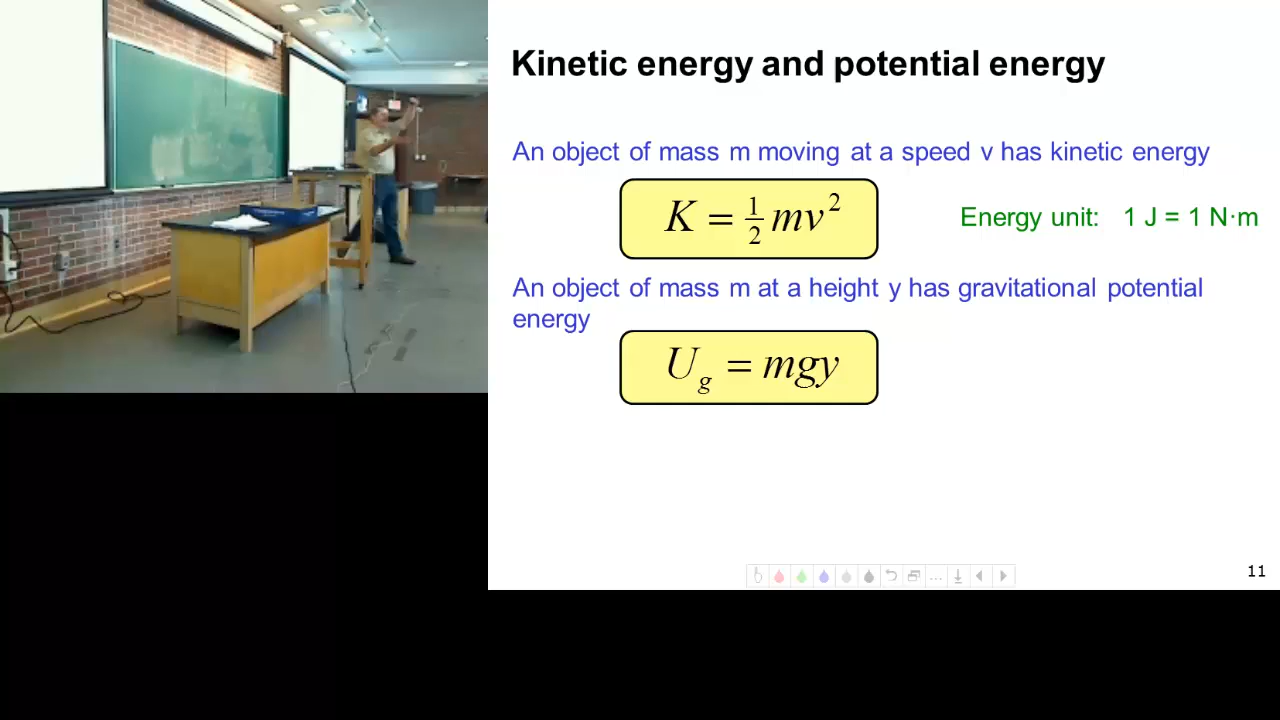 Kinetic energy and potential energy
An object of mass m moving at a speed v has kinetic energy
K = ½ mv²
Energy unit: 1 J = 1 N·m
An object of mass m at a height y has gravitational potential
energy
U_g = mgy
11